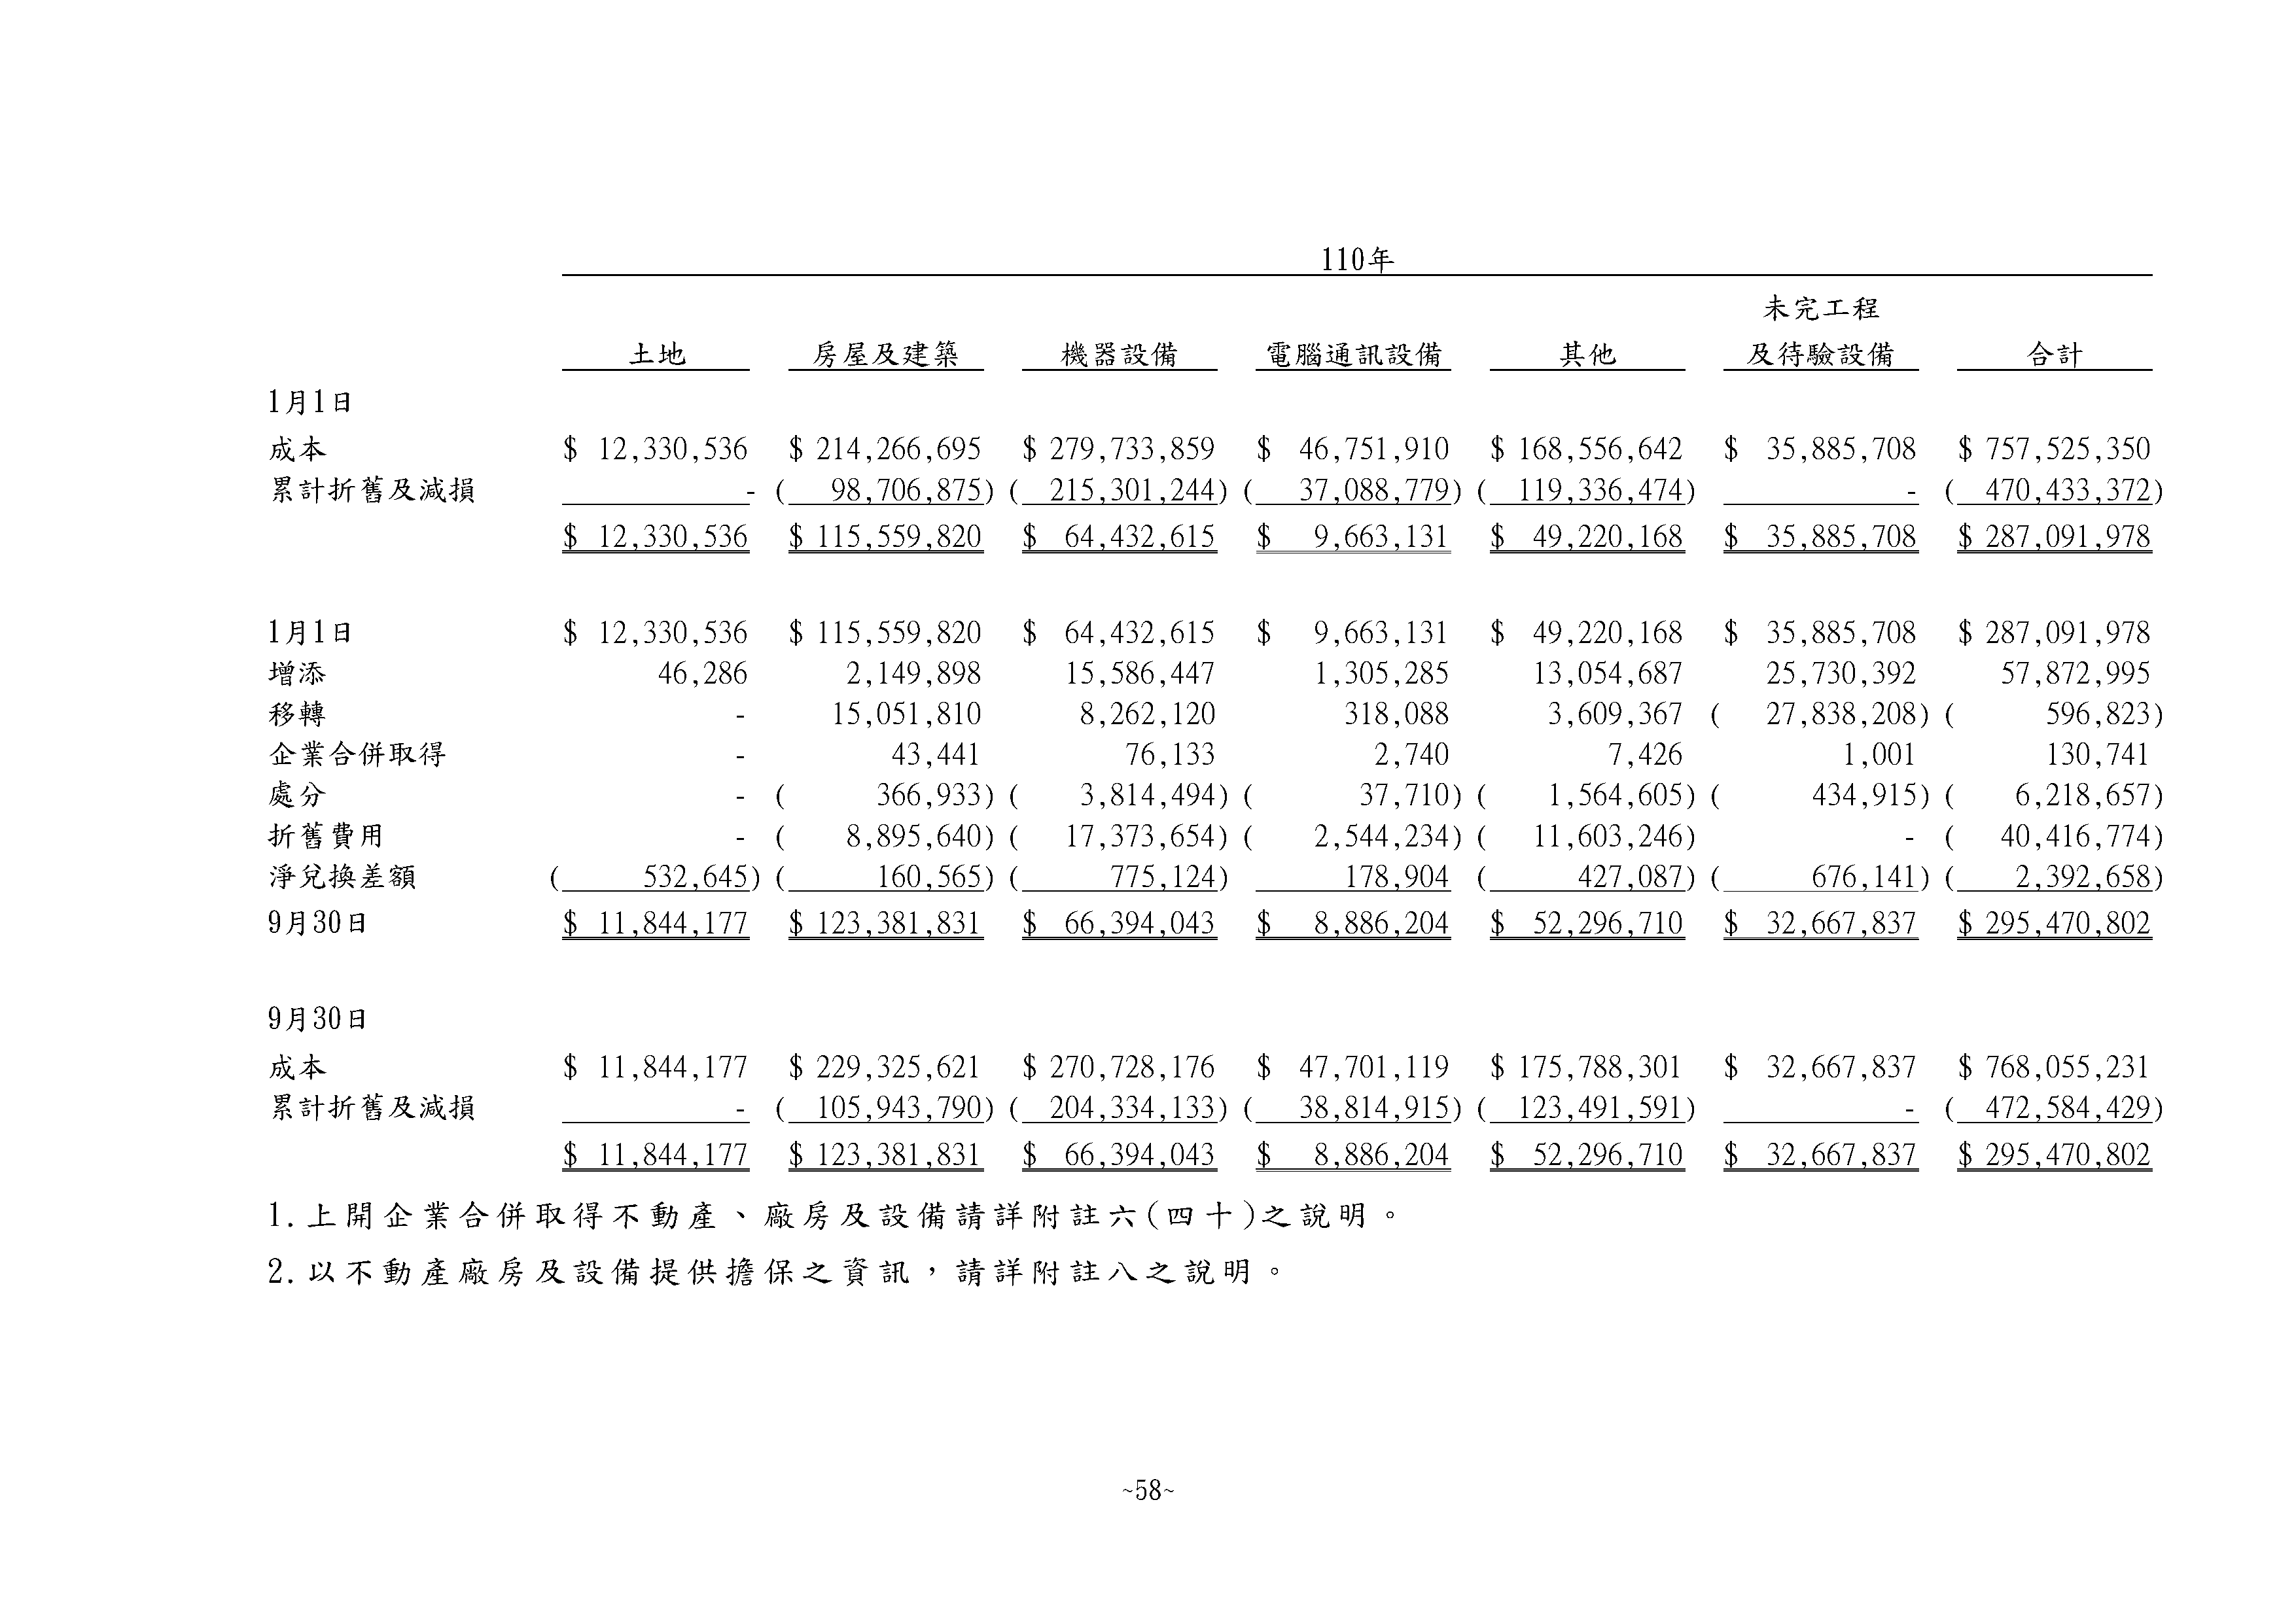 110年
未完工程
土地 房屋及建築 機器設備 電腦通訊設備 其他 及待驗設備 合計
1月1日
成本 $ 12,330,536 $ 214,266,695 $ 279,733,859 $ 46,751,910 $ 168,556,642 $ 35,885,708 $ 757,525,350
累計折舊及減損 - ( 98,706,875) ( 215,301,244) ( 37,088,779) ( 119,336,474) - ( 470,433,372)
$ 12,330,536 $ 115,559,820 $ 64,432,615 $ 9,663,131 $ 49,220,168 $ 35,885,708 $ 287,091,978
1月1日 $ 12,330,536 $ 115,559,820 $ 64,432,615 $ 9,663,131 $ 49,220,168 $ 35,885,708 $ 287,091,978
增添 46,286 2,149,898 15,586,447 1,305,285 13,054,687 25,730,392 57,872,995
移轉 - 15,051,810 8,262,120 318,088 3,609,367 ( 27,838,208) ( 596,823)
企業合併取得 - 43,441 76,133 2,740 7,426 1,001 130,741
處分 - ( 366,933) ( 3,814,494) ( 37,710) ( 1,564,605) ( 434,915) ( 6,218,657)
折舊費用 - ( 8,895,640) ( 17,373,654) ( 2,544,234) ( 11,603,246) - ( 40,416,774)
淨兌換差額 ( 532,645) ( 160,565) ( 775,124) 178,904 ( 427,087) ( 676,141) ( 2,392,658)
9月30日 $ 11,844,177 $ 123,381,831 $ 66,394,043 $ 8,886,204 $ 52,296,710 $ 32,667,837 $ 295,470,802
9月30日
成本 $ 11,844,177 $ 229,325,621 $ 270,728,176 $ 47,701,119 $ 175,788,301 $ 32,667,837 $ 768,055,231
累計折舊及減損 - ( 105,943,790) ( 204,334,133) ( 38,814,915) ( 123,491,591) - ( 472,584,429)
$ 11,844,177 $ 123,381,831 $ 66,394,043 $ 8,886,204 $ 52,296,710 $ 32,667,837 $ 295,470,802
1.上開企業合併取得不動產、廠房及設備請詳附註六(四十)之說明。
2.以不動產廠房及設備提供擔保之資訊，請詳附註八之說明。
~58~